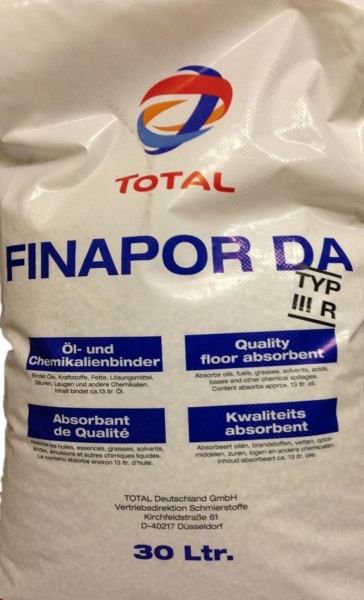 TOTAL
FINAPOR DA
TYP
III R
Öl- und
Chemikalienbinder
Bindet Öle, Kraftstoffe, Fette, Lösungsmittel,
Säuren, Laugen und andere Chemikalien.
Inhalt bindet ca.13 ltr. Öl.
Quality
floor absorbent
Absorbs oils, fuels, greases, solvents, acids,
bases and other chemical spillages.
Content absorbs approx. 13 ltr. oil.
Absorbant
de Qualité
Absorbe les huiles, essences, graisses, solvants,
acides, émulsions et autres chimiques liquides.
Le contenu absorbe environ 13 ltr. d'huile.
Kwaliteits
absorbent
Absorbeert oliën, brandstoffen, vetten, oplos-
middelen, zuren, logen en andere chemicaliën.
Inhoud absorbeert ca. 13 ltr. olie.
TOTAL Deutschland GmbH
Vertriebsdirektion Schmierstoffe
Kirchfeldstraße 61
D-40217 Düsseldorf
30 Ltr.